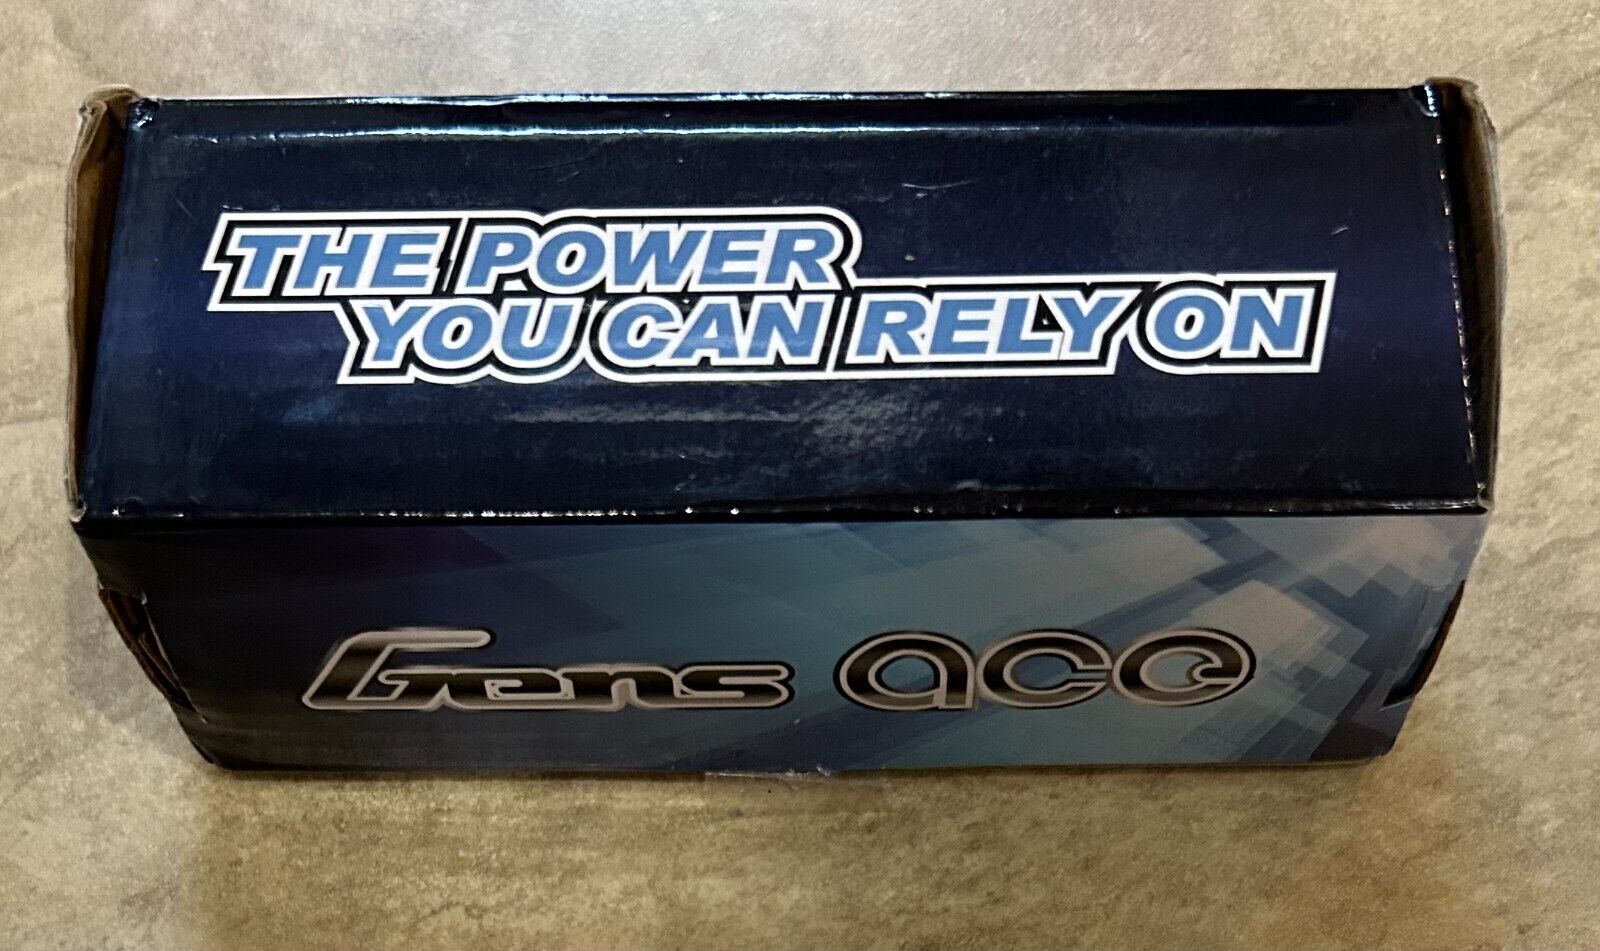 THE POWER
YOU CAN RELY ON
Gens ace